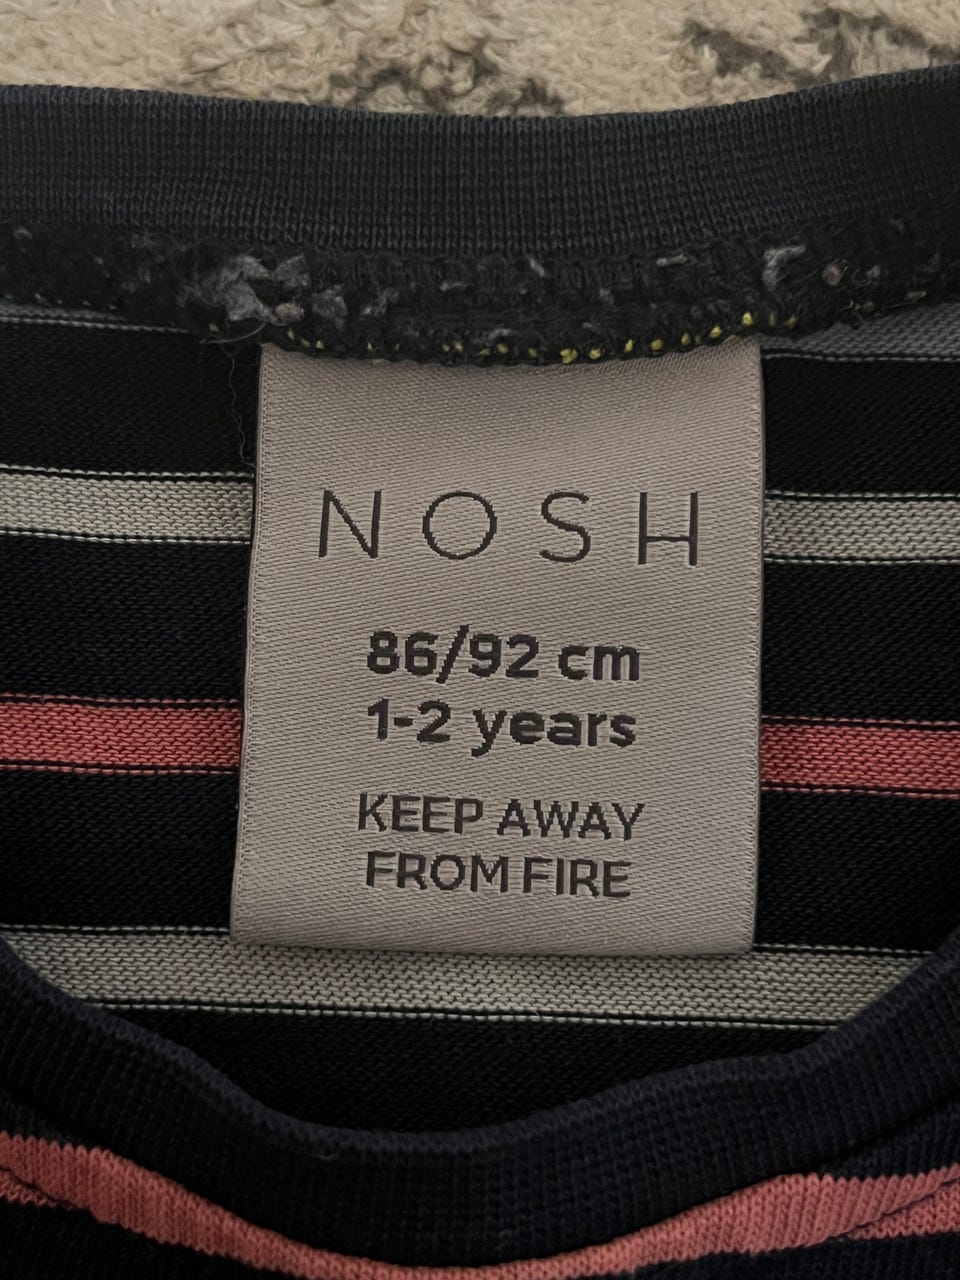 NOSH
86/92 cm
1-2 years
KEEP AWAY
FROM FIRE